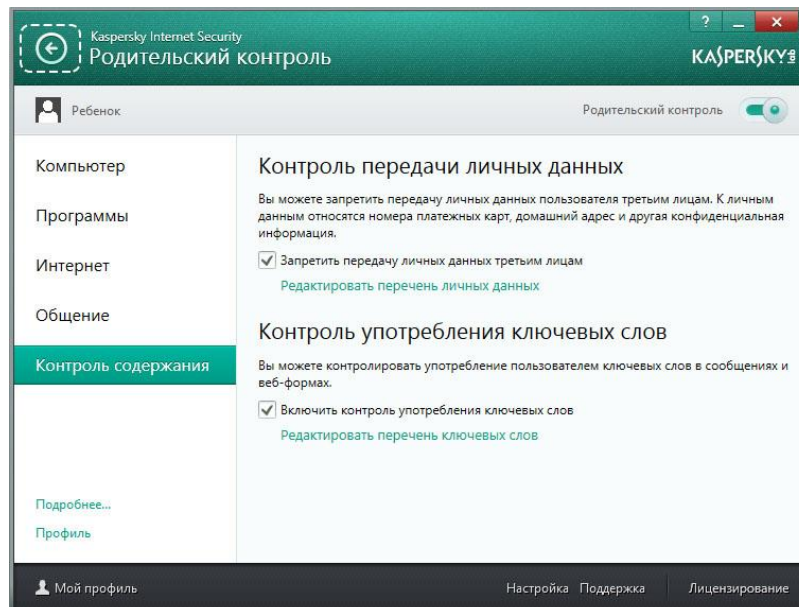 ?
Kaspersky Internet Security
Родительский контроль
KASPERSKY LAB
Ребенок
Родительский контроль
Компьютер
Программы
Интернет
Общение
Контроль содержания
Подробнее...
Профиль
Контроль передачи личных данных
Вы можете запретить передачу личных данных пользователя третьим лицам. К личным
данным относятся номера платежных карт, домашний адрес и другая конфиденциальная
информация.
Запретить передачу личных данных третьим лицам
Редактировать перечень личных данных
Контроль употребления ключевых слов
Вы можете контролировать употребление пользователем ключевых слов в сообщениях и
веб-формах.
Включить контроль употребления ключевых слов
Редактировать перечень ключевых слов
Мой профиль
Настройка Поддержка Лицензирование